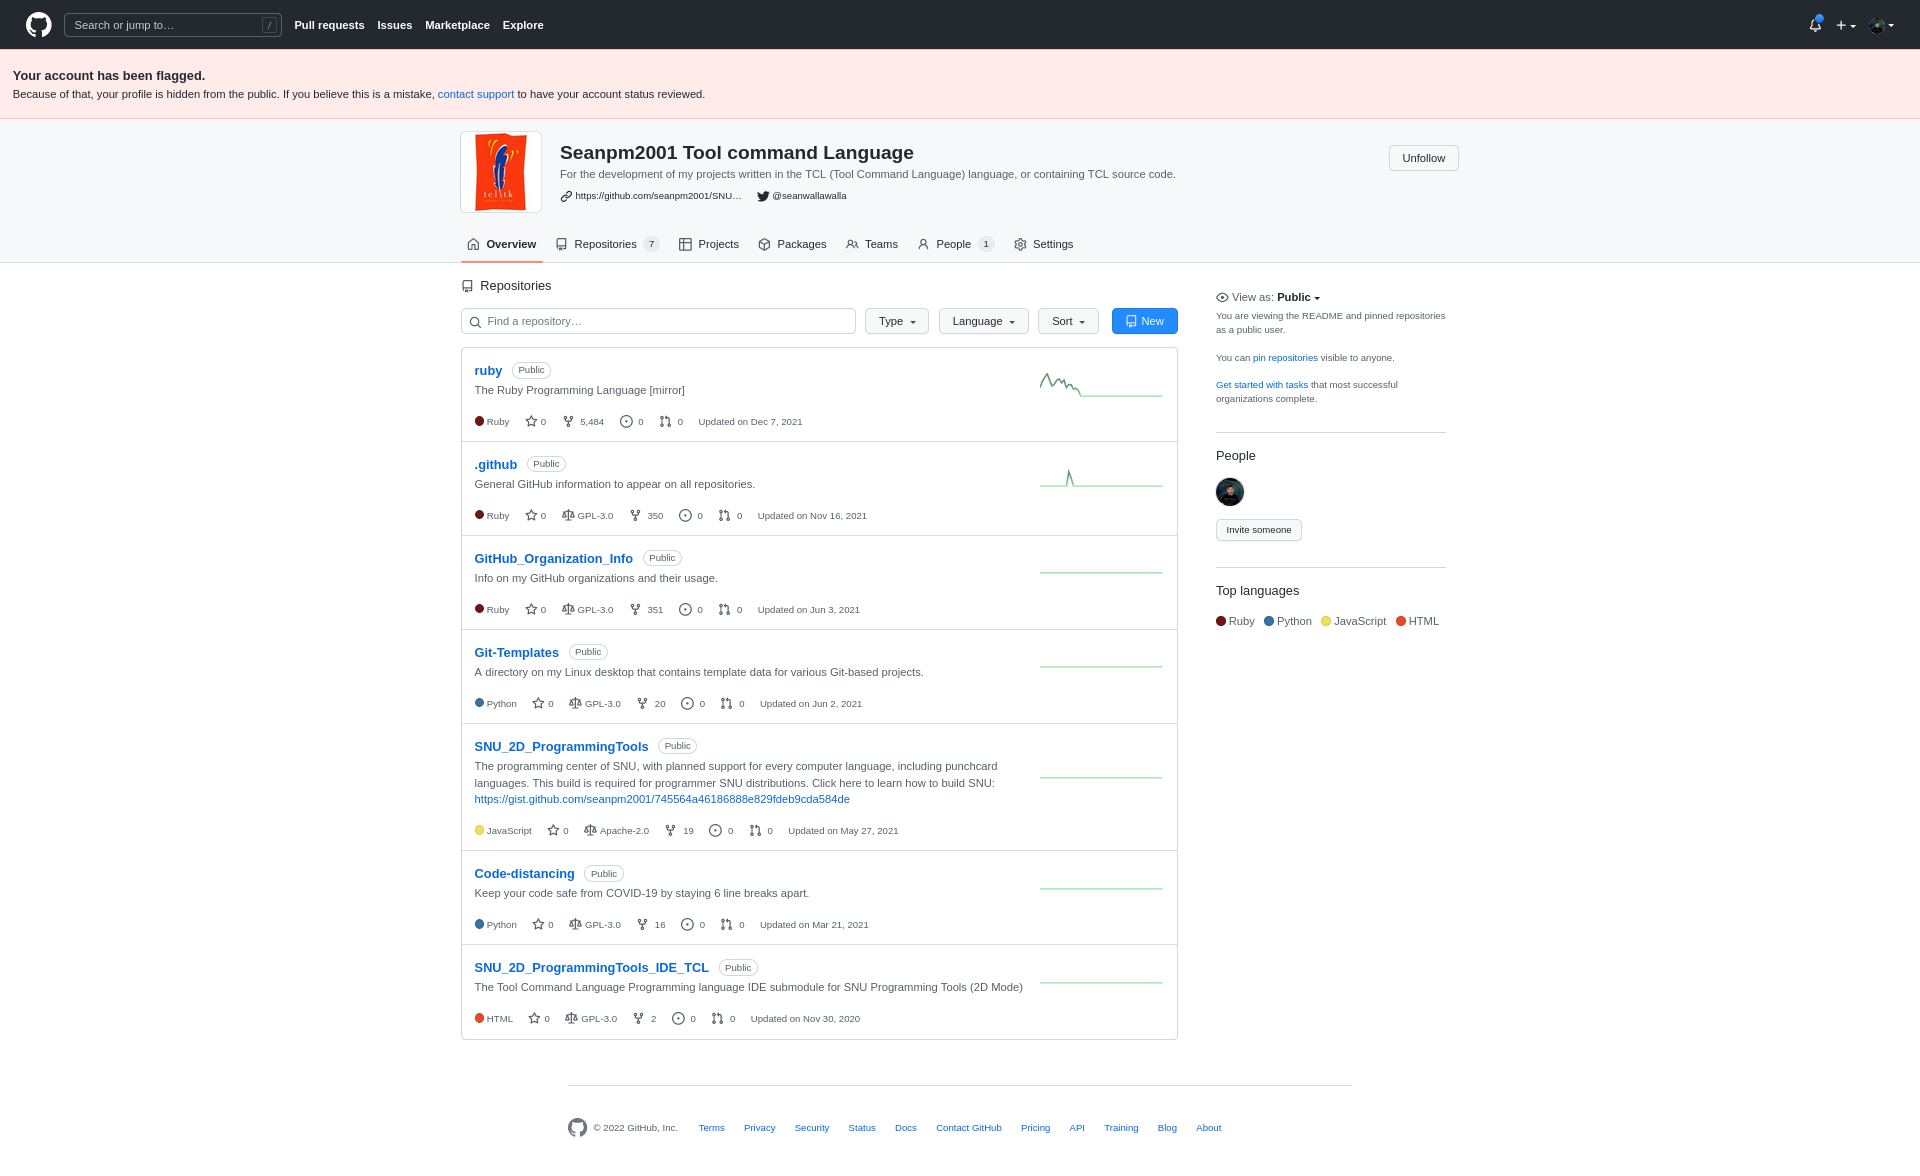 Search or jump to… /
Pull requests Issues Marketplace Explore
Your account has been flagged.
Because of that, your profile is hidden from the public. If you believe this is a mistake, contact support to have your account status reviewed.
tcl tk
Seanpm2001 Tool command Language
For the development of my projects written in the TCL (Tool Command Language) language, or containing TCL source code.
https://github.com/seanpm2001/SNU… @seanwallawalla
Unfollow
Overview Repositories 7 Projects Packages Teams People 1 Settings
Repositories
Find a repository… Type Language Sort New
ruby Public
The Ruby Programming Language [mirror]
Ruby 0 5,484 0 0 Updated on Dec 7, 2021
.github Public
General GitHub information to appear on all repositories.
Ruby 0 GPL-3.0 350 0 0 Updated on Nov 16, 2021
GitHub_Organization_Info Public
Info on my GitHub organizations and their usage.
Ruby 0 GPL-3.0 351 0 0 Updated on Jun 3, 2021
Git-Templates Public
A directory on my Linux desktop that contains template data for various Git-based projects.
Python 0 GPL-3.0 20 0 0 Updated on Jun 2, 2021
SNU_2D_ProgrammingTools Public
The programming center of SNU, with planned support for every computer language, including punchcard
languages. This build is required for programmer SNU distributions. Click here to learn how to build SNU:
https://gist.github.com/seanpm2001/745564a46186888e829fdeb9cda584de
JavaScript 0 Apache-2.0 19 0 0 Updated on May 27, 2021
Code-distancing Public
Keep your code safe from COVID-19 by staying 6 line breaks apart.
Python 0 GPL-3.0 16 0 0 Updated on Mar 21, 2021
SNU_2D_ProgrammingTools_IDE_TCL Public
The Tool Command Language Programming language IDE submodule for SNU Programming Tools (2D Mode)
HTML 0 GPL-3.0 2 0 0 Updated on Nov 30, 2020
View as: Public
You are viewing the README and pinned repositories
as a public user.
You can pin repositories visible to anyone.
Get started with tasks that most successful
organizations complete.
People
Invite someone
Top languages
Ruby Python JavaScript HTML
© 2022 GitHub, Inc. Terms Privacy Security Status Docs Contact GitHub Pricing API Training Blog About